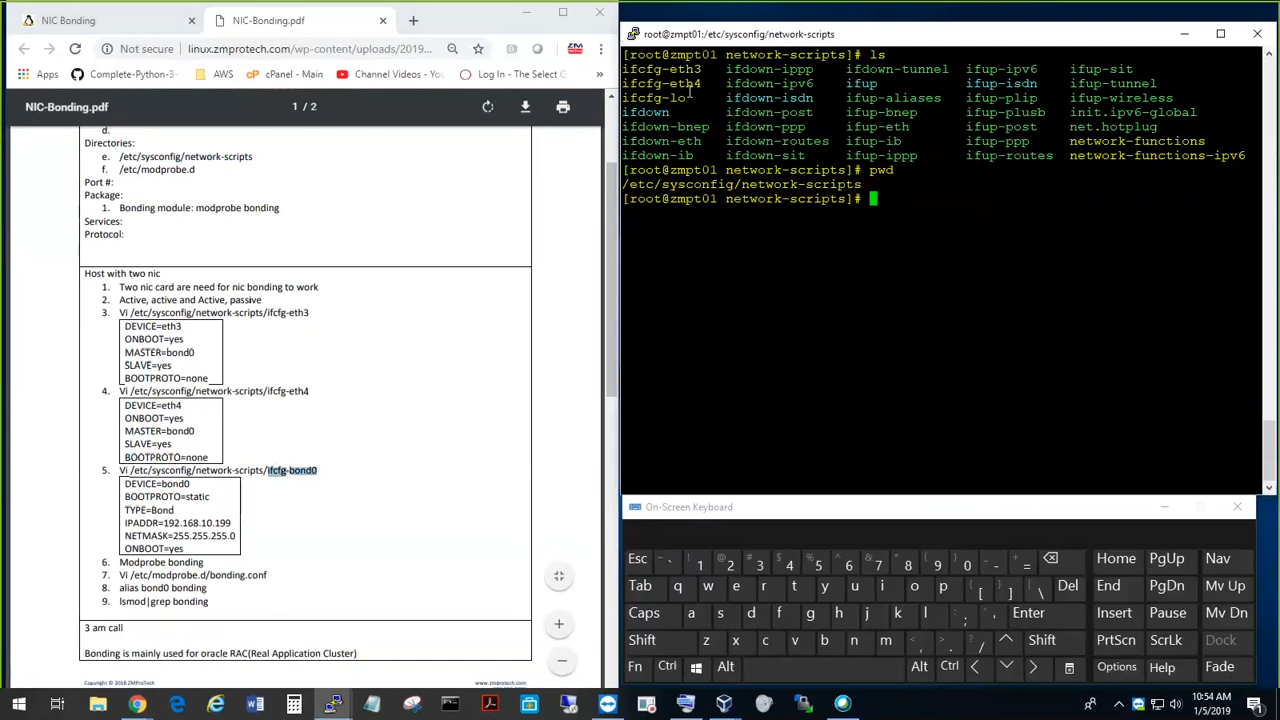 NIC Bonding
NIC-Bonding.pdf
Not secure
linux.zmprotech.com/wp-content/uploads/2019...
Apps
Complete-Python-3-
AWS
cPanel - Main
Channel Videos - You...
Log In - The Select G
»
NIC-Bonding.pdf
1 / 2
d.
Directories:
e. /etc/sysconfig/network-scripts
f. /etc/modprobe.d
Port #:
Package:
1. Bonding module: modprobe bonding
Services:
Protocol:
Host with two nic
1. Two nic card are need for nic bonding to work
2. Active, active and Active, passive
3. Vi /etc/sysconfig/network-scripts/ifcfg-eth3
DEVICE=eth3
ONBOOT=yes
MASTER=bond0
SLAVE=yes
BOOTPROTO=none
4. Vi /etc/sysconfig/network-scripts/ifcfg-eth4
DEVICE=eth4
ONBOOT=yes
MASTER=bond0
SLAVE=yes
BOOTPROTO=none
5. Vi /etc/sysconfig/network-scripts/ifcfg-bond0
DEVICE=bond0
BOOTPROTO=static
TYPE=Bond
IPADDR=192.168.10.199
NETMASK=255.255.255.0
ONBOOT=yes
6. Modprobe bonding
7. Vi /etc/modprobe.d/bonding.conf
8. alias bond0 bonding
9. lsmod|grep bonding
3 am call
Bonding is mainly used for oracle RAC(Real Application Cluster)
Copyright © 2018 ZMProTech
www.zmprotech.com
root@zmpt01:/etc/sysconfig/network-scripts
[root@zmpt01 network-scripts]# ls
ifcfg-eth3 ifdown-ippp ifdown-tunnel ifup-ipv6 ifup-sit
ifcfg-eth4 ifdown-ipv6 ifup ifup-isdn ifup-tunnel
ifcfg-lo ifdown-isdn ifup-aliases ifup-plip ifup-wireless
ifdown ifdown-post ifup-bnep ifup-plusb init.ipv6-global
ifdown-bnep ifdown-ppp ifup-eth ifup-post net.hotplug
ifdown-eth ifdown-routes ifup-ib ifup-ppp network-functions
ifdown-ib ifdown-sit ifup-ippp ifup-routes network-functions-ipv6
[root@zmpt01 network-scripts]# pwd
/etc/sysconfig/network-scripts
[root@zmpt01 network-scripts]#
On-Screen Keyboard
Esc ~ ` ! 1 @ 2 # 3 $ 4 % 5 ^ 6 & 7 * 8 ( 9 ) 0 _ - + = Home PgUp Nav
Tab q w e r t y u i o p { [ } ] | \ Del End PgDn Mv Up
Caps a s d f g h j k l : ; " ' Enter Insert Pause Mv Dn
Shift z x c v b n m < , > . ? / Shift PrtScn ScrLk Dock
Fn Ctrl Alt Alt Ctrl Options Help Fade
10:54 AM
1/5/2019